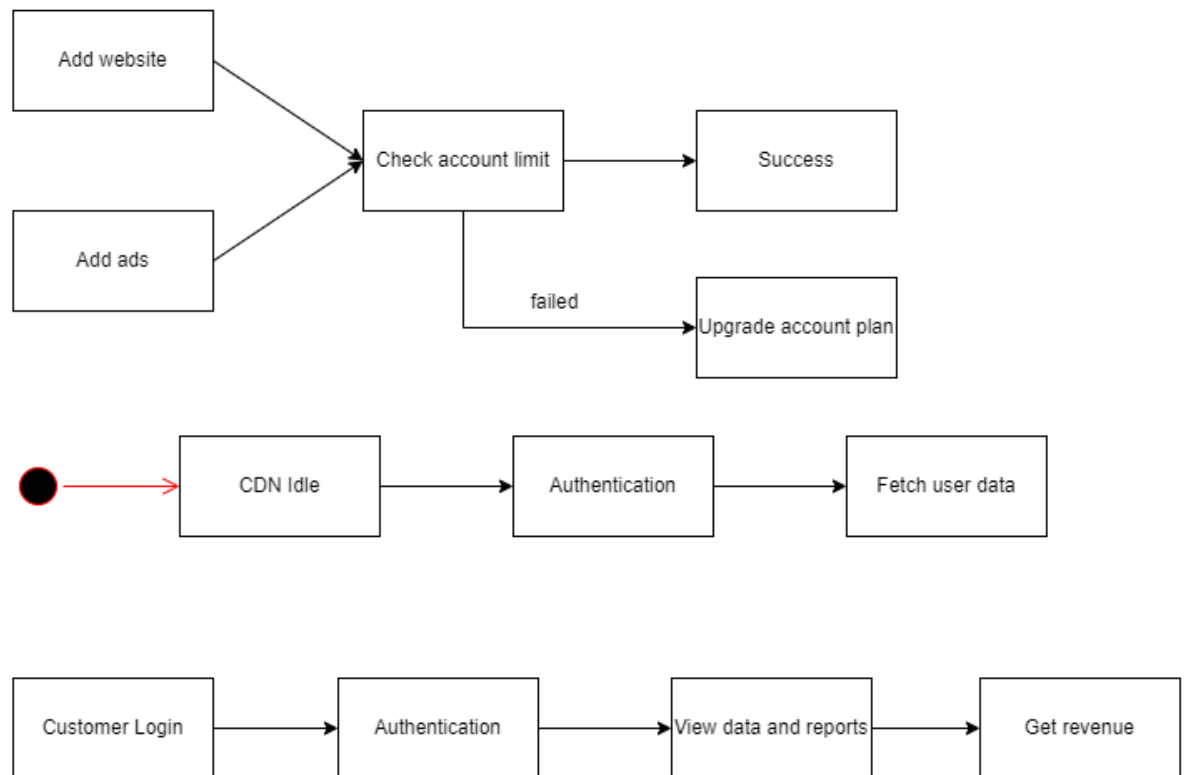 Add website
Check account limit
Success
Add ads
failed
Upgrade account plan
CDN Idle
Authentication
Fetch user data
Customer Login
Authentication
View data and reports
Get revenue